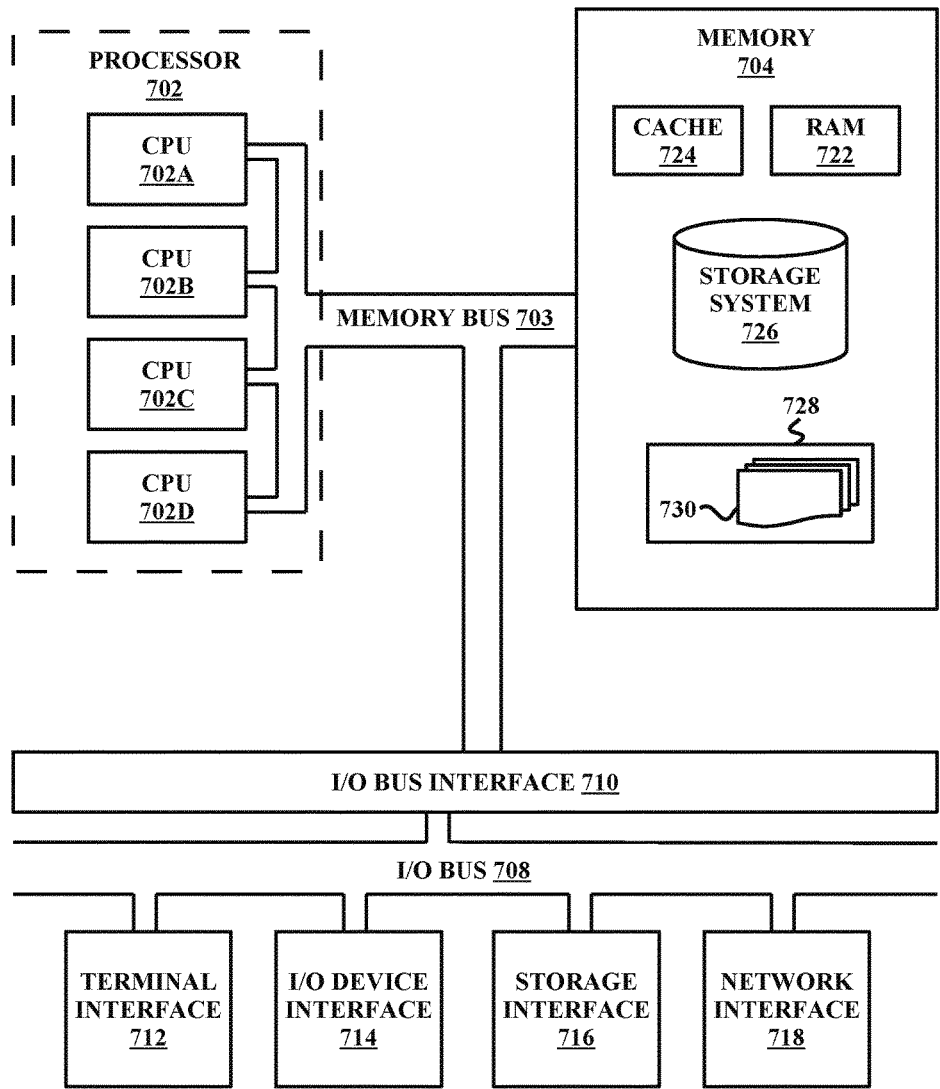 PROCESSOR
702
CPU
702A
CPU
702B
CPU
702C
CPU
702D
MEMORY BUS 703
MEMORY
704
CACHE
724
RAM
722
STORAGE
SYSTEM
726
728
730
I/O BUS INTERFACE 710
I/O BUS 708
TERMINAL
INTERFACE
712
I/O DEVICE
INTERFACE
714
STORAGE
INTERFACE
716
NETWORK
INTERFACE
718